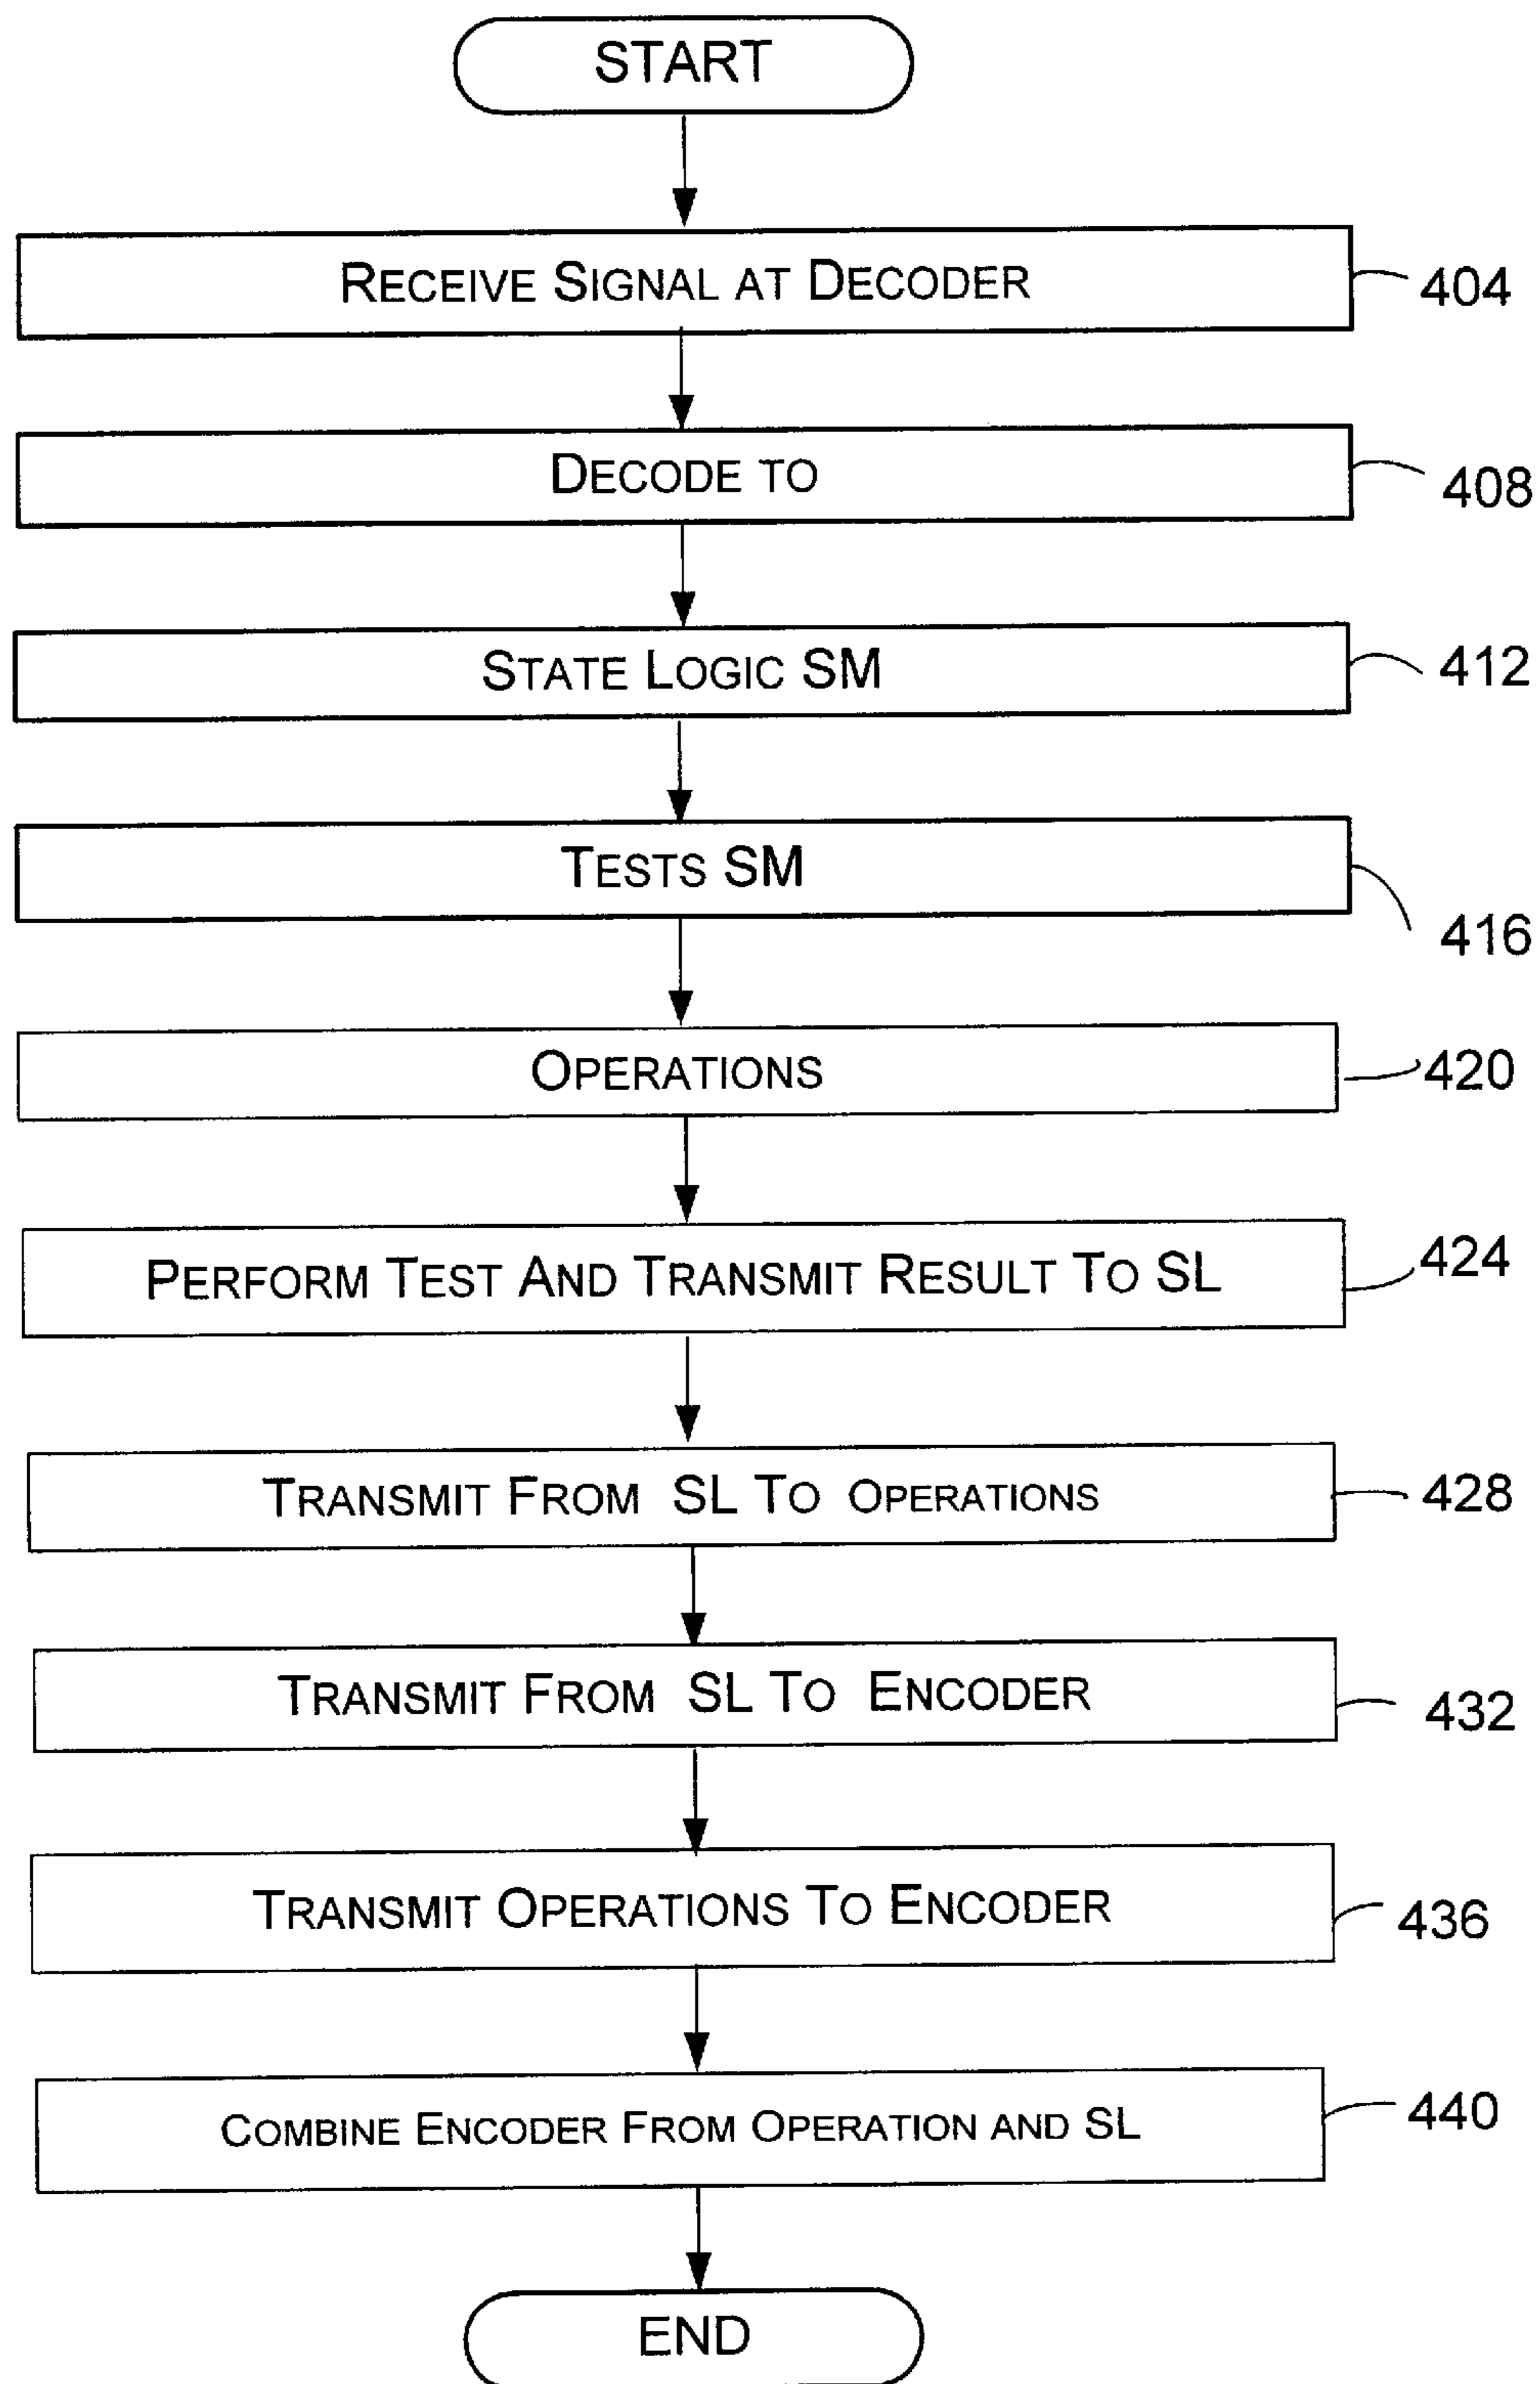 START
RECEIVE SIGNAL AT DECODER
404
DECODE TO
408
STATE LOGIC SM
412
TESTS SM
416
OPERATIONS
420
PERFORM TEST AND TRANSMIT RESULT TO SL
424
TRANSMIT FROM SL TO OPERATIONS
428
TRANSMIT FROM SL TO ENCODER
432
TRANSMIT OPERATIONS TO ENCODER
436
COMBINE ENCODER FROM OPERATION AND SL
440
END